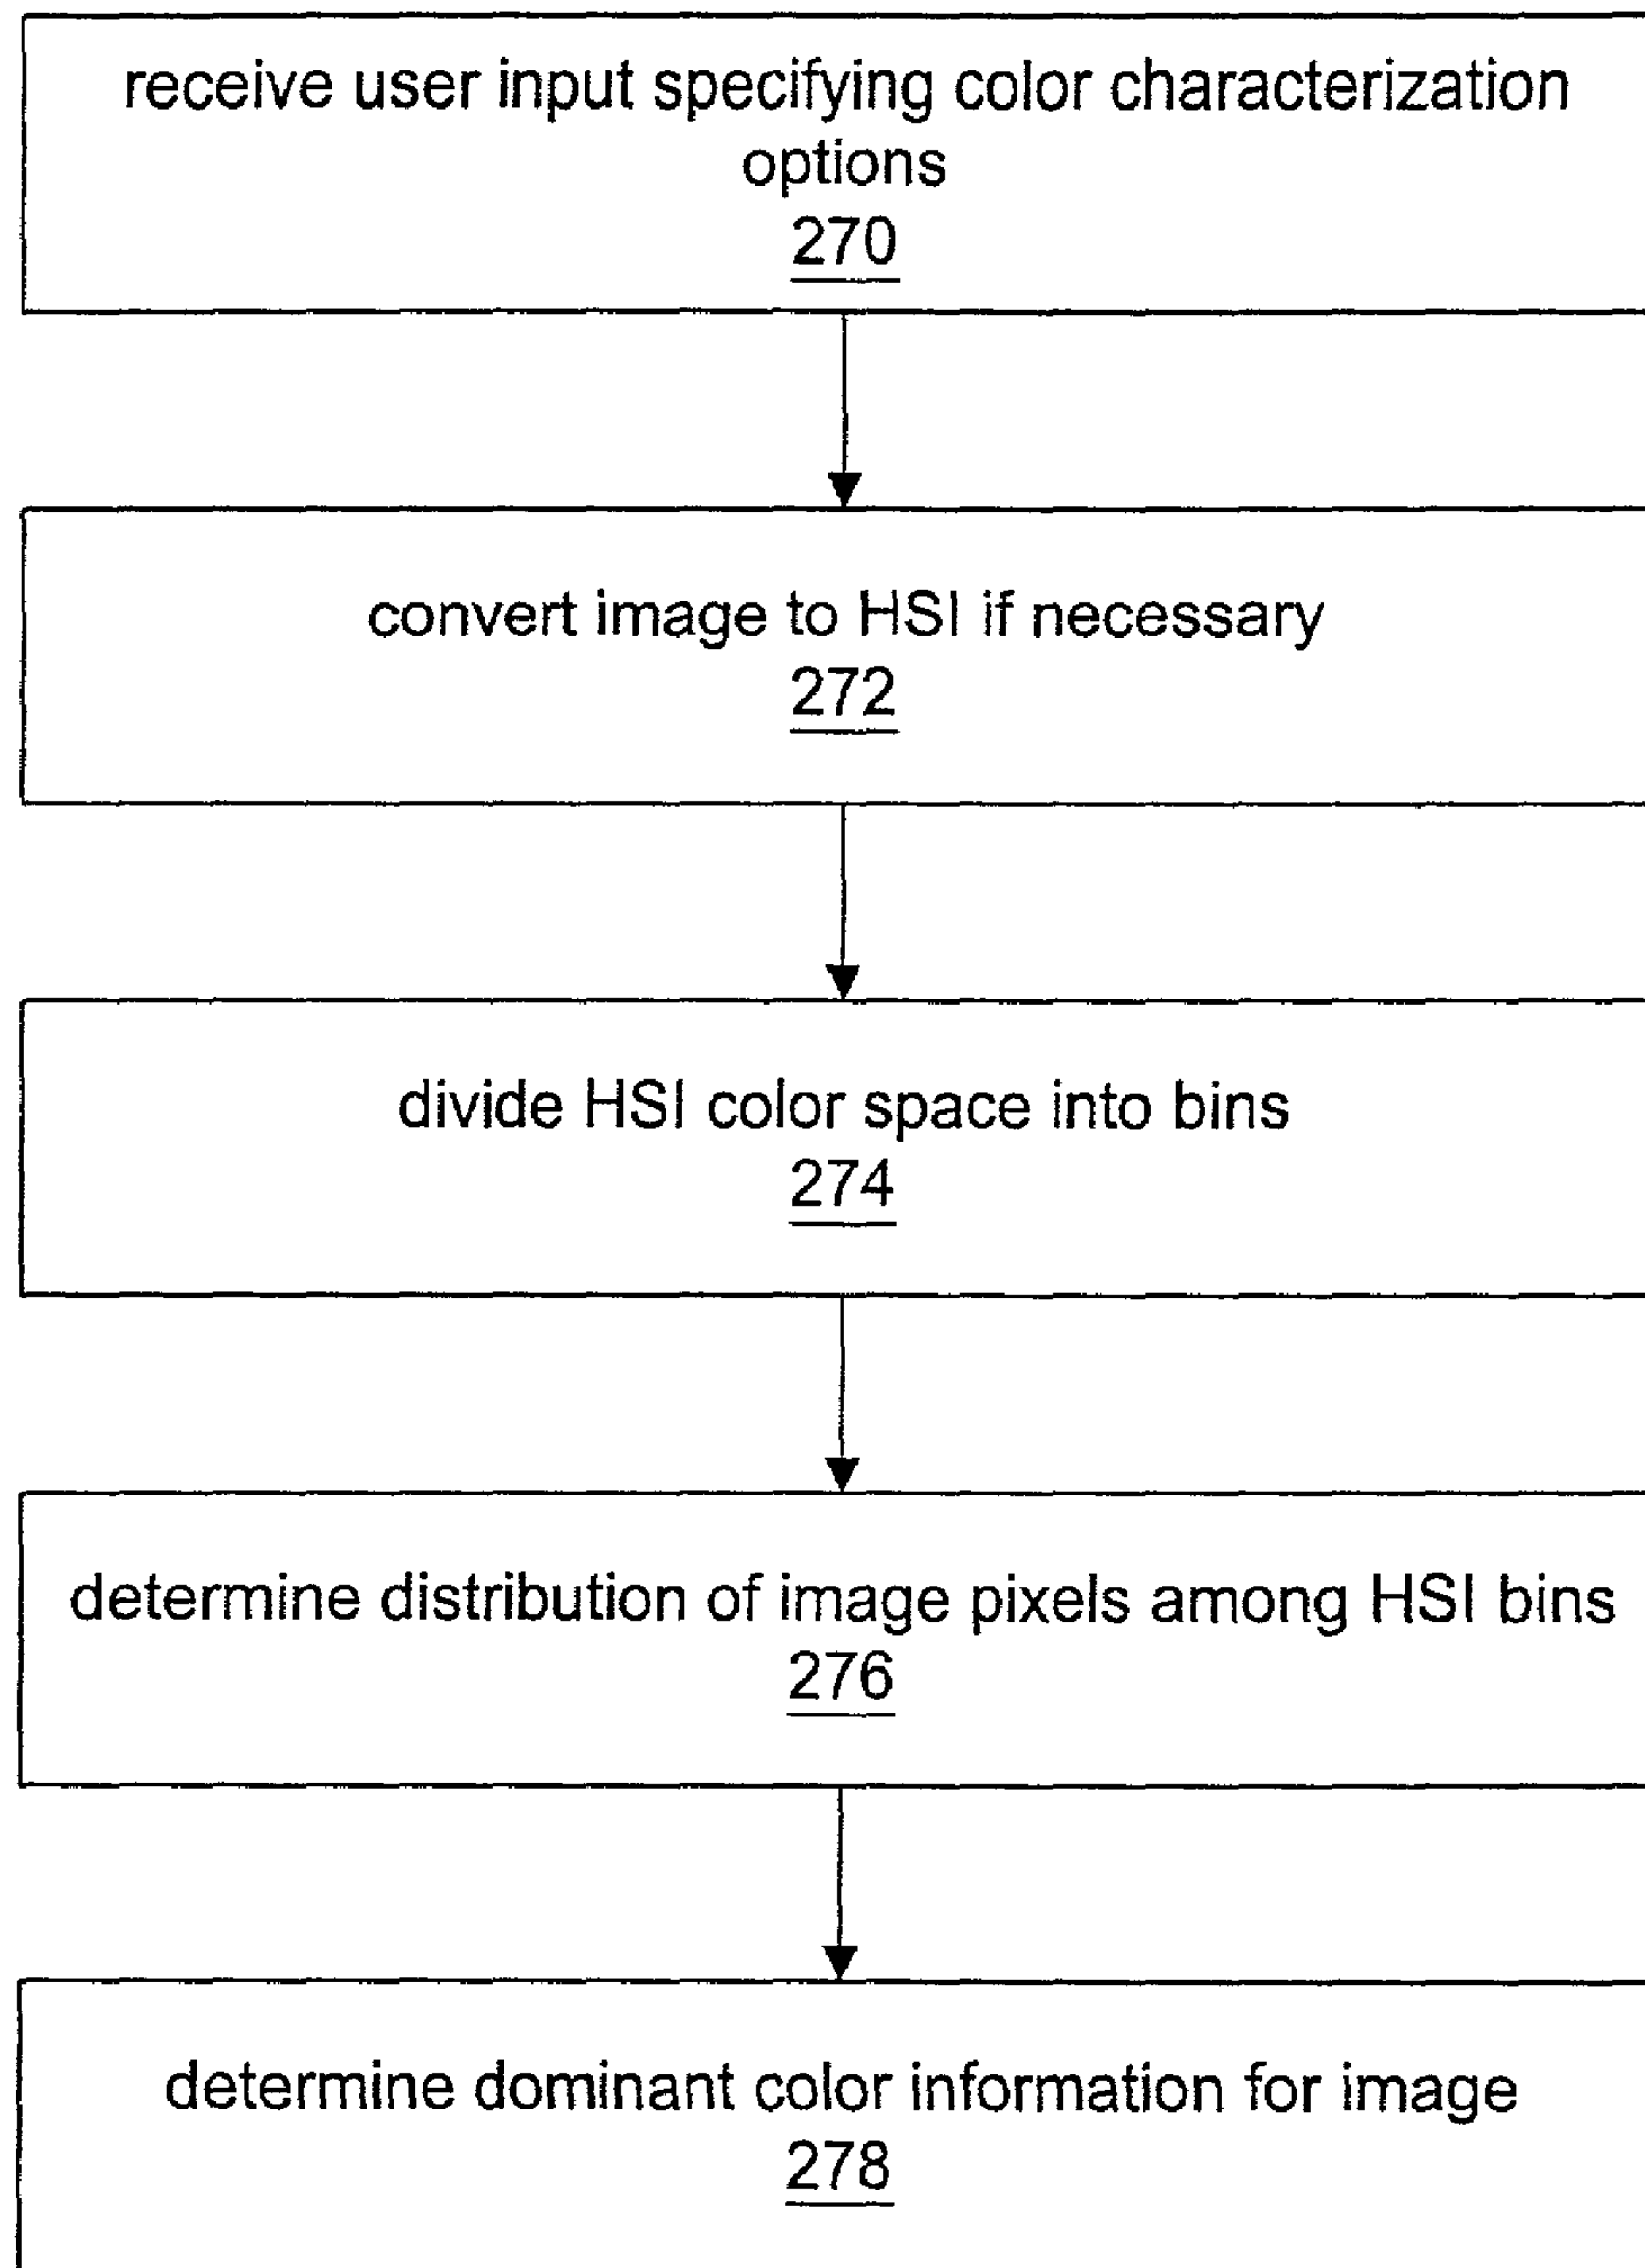 receive user input specifying color characterization
options
270
convert image to HSI if necessary
272
divide HSI color space into bins
274
determine distribution of image pixels among HSI bins
276
determine dominant color information for image
278